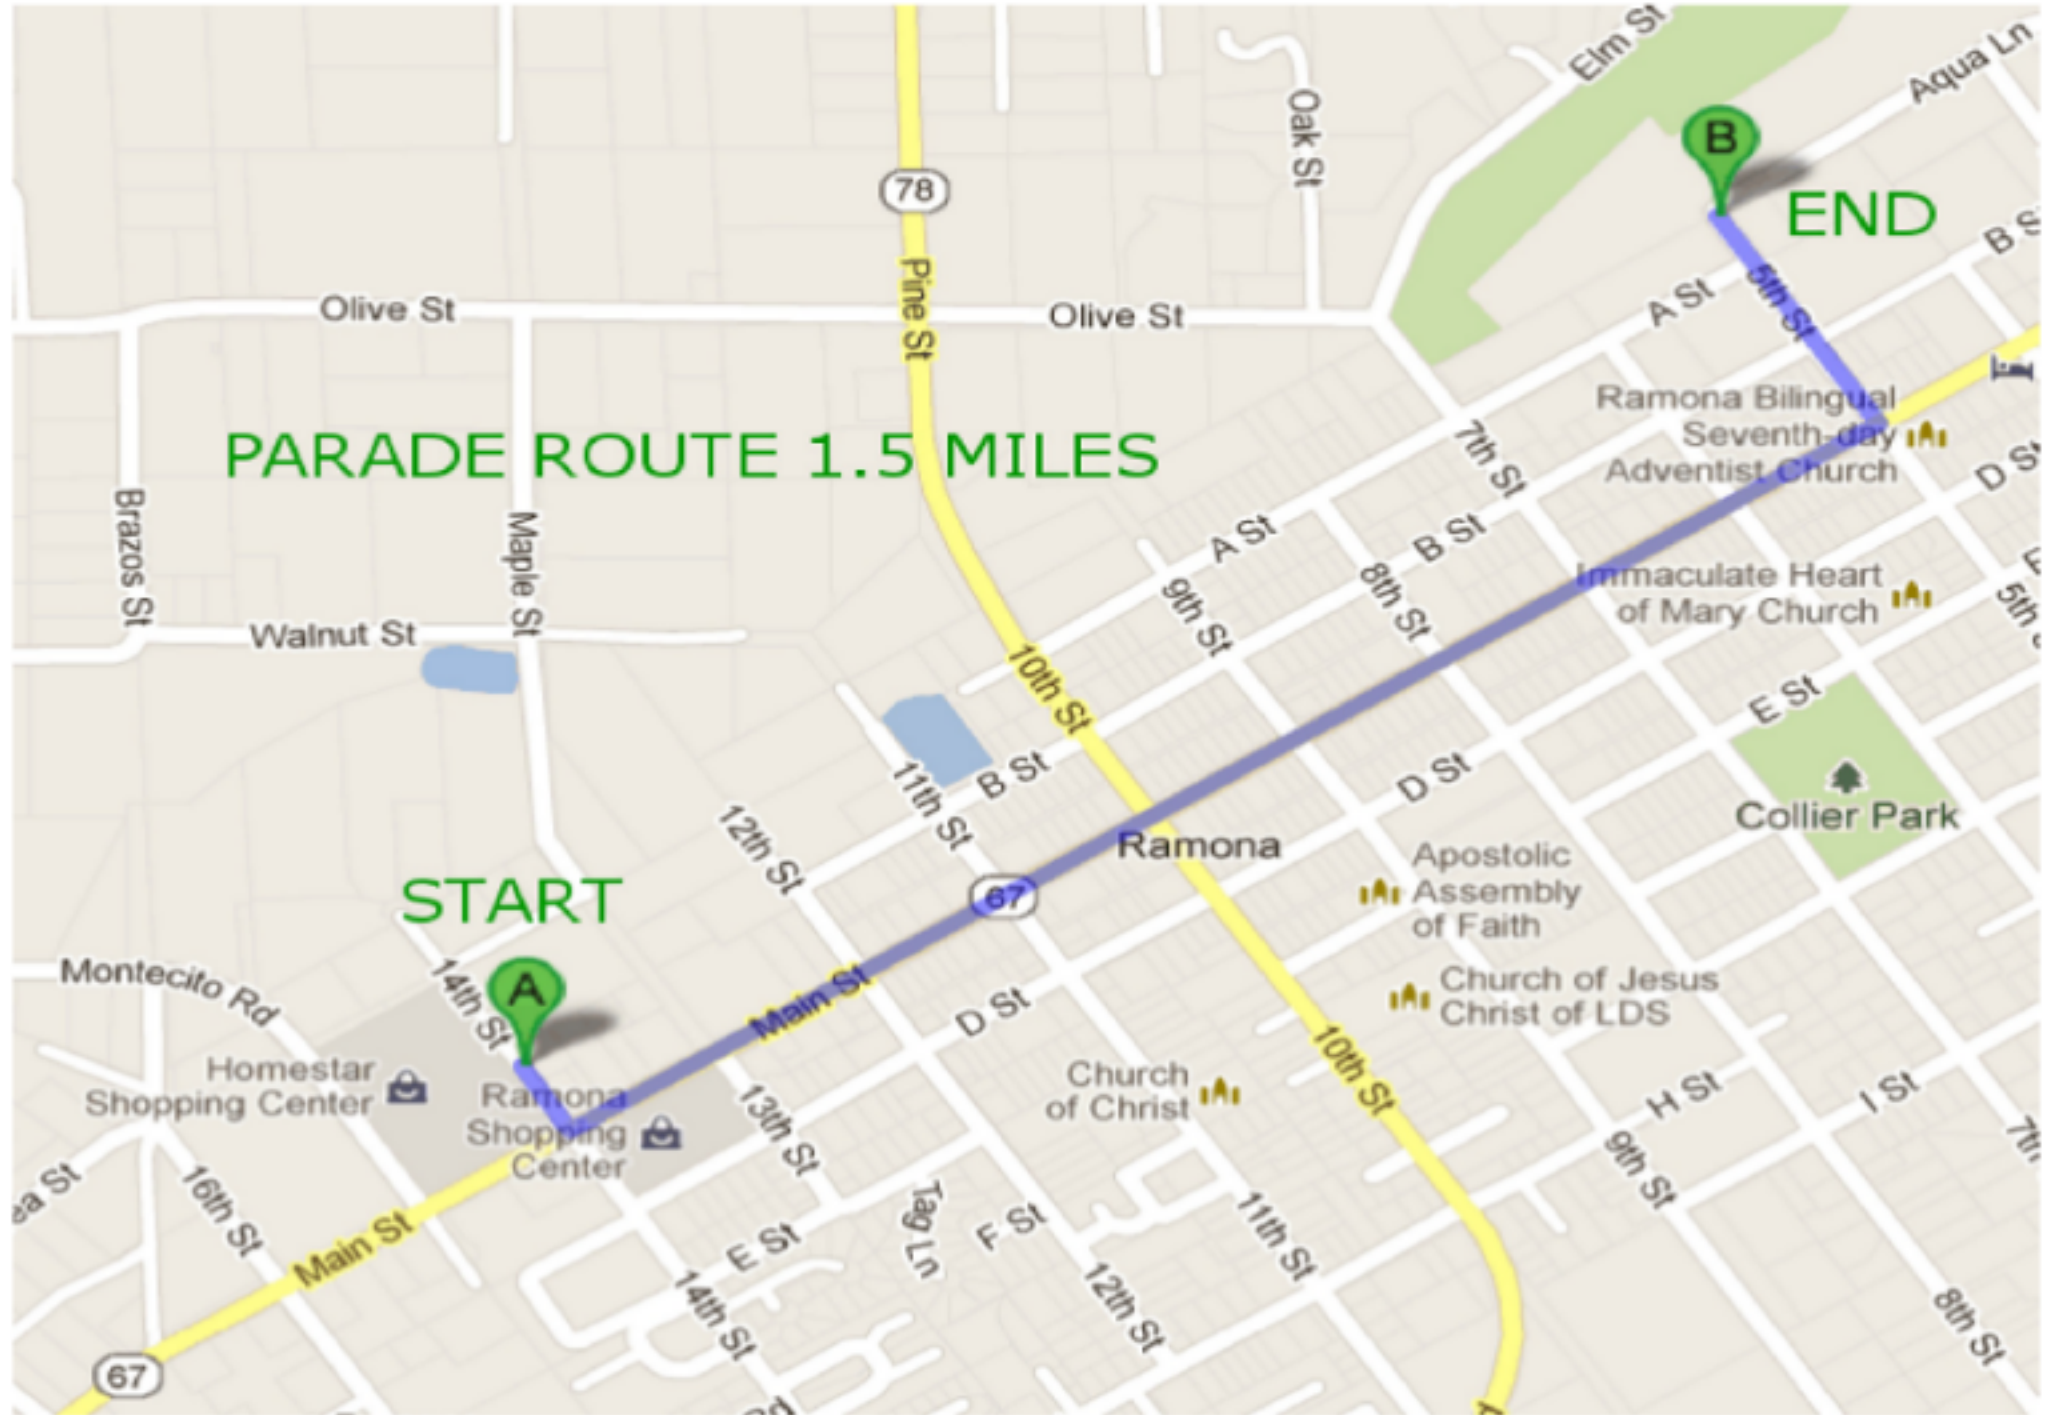 Elm St
Aqua Ln
Oak St
B
78
END
B S
Pine St
A St
5th St
Olive St
Olive St
Ramona Bilingual
Seventh-day
Adventist Church
PARADE ROUTE 1.5 MILES
7th St
D St
Brazos St
Maple St
A St
B St
Immaculate Heart
of Mary Church
8th St
9th St
5th
Walnut St
10th St
E St
B St
11th St
D St
Collier Park
12th St
Ramona
Apostolic
Assembly
of Faith
START
67
Montecito Rd
14th St
A
Main St
D St
Church of Jesus
Christ of LDS
Homestar
Shopping Center
Ramona
Shopping
Center
13th St
Church
of Christ
10th St
H St
I St
9th St
7th
16th St
Tag Ln
F St
11th St
Main St
E St
14th St
12th St
8th St
67